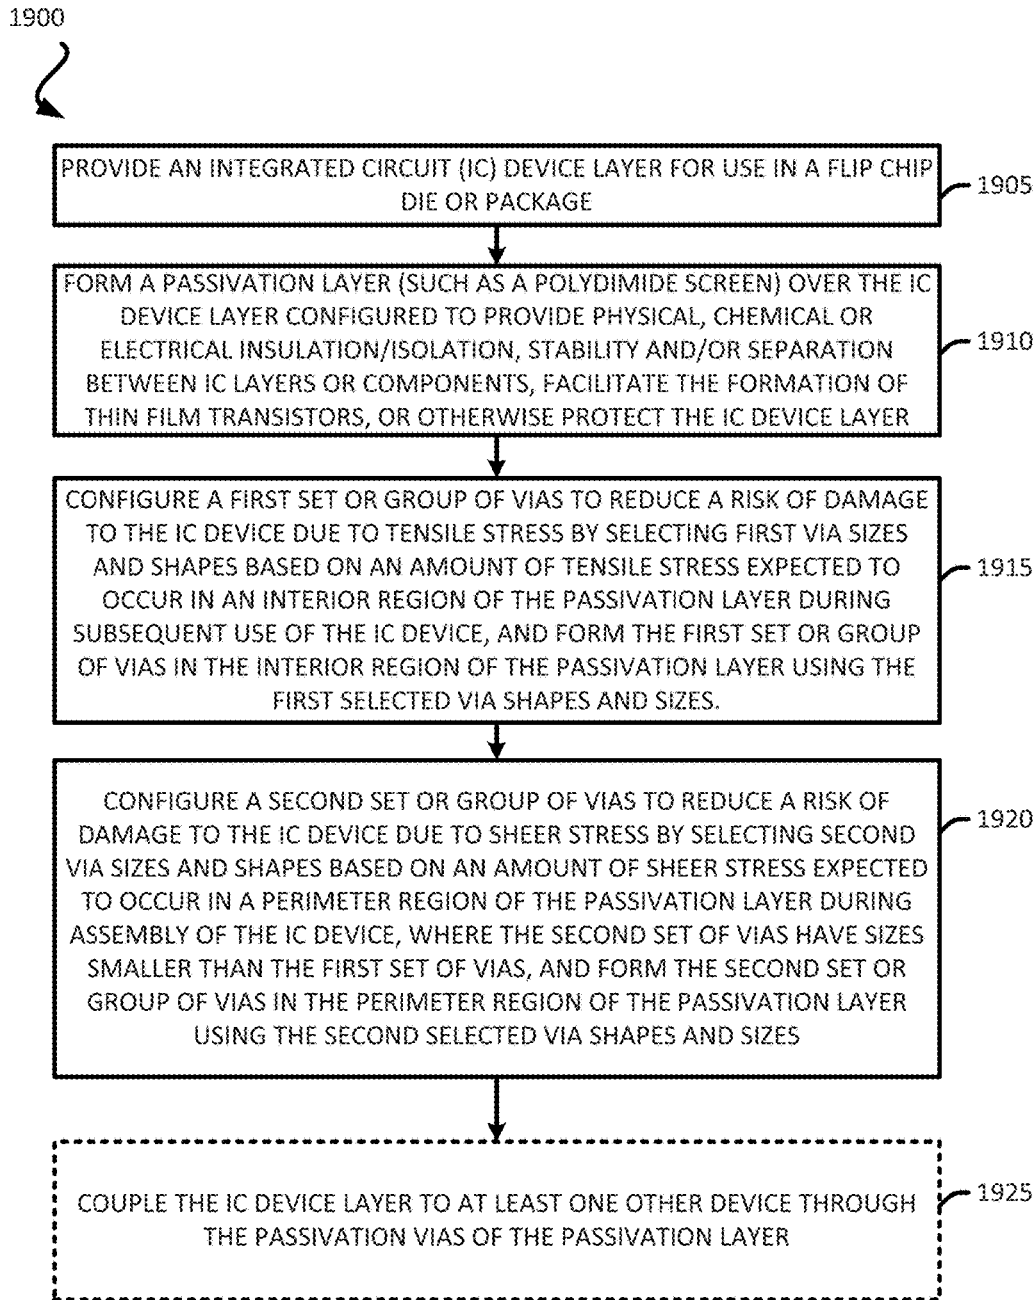 1900
PROVIDE AN INTEGRATED CIRCUIT (IC) DEVICE LAYER FOR USE IN A FLIP CHIP
DIE OR PACKAGE
1905
FORM A PASSIVATION LAYER (SUCH AS A POLYDIMIDE SCREEN) OVER THE IC
DEVICE LAYER CONFIGURED TO PROVIDE PHYSICAL, CHEMICAL OR
ELECTRICAL INSULATION/ISOLATION, STABILITY AND/OR SEPARATION
BETWEEN IC LAYERS OR COMPONENTS, FACILITATE THE FORMATION OF
THIN FILM TRANSISTORS, OR OTHERWISE PROTECT THE IC DEVICE LAYER
1910
CONFIGURE A FIRST SET OR GROUP OF VIAS TO REDUCE A RISK OF DAMAGE
TO THE IC DEVICE DUE TO TENSILE STRESS BY SELECTING FIRST VIA SIZES
AND SHAPES BASED ON AN AMOUNT OF TENSILE STRESS EXPECTED TO
OCCUR IN AN INTERIOR REGION OF THE PASSIVATION LAYER DURING
SUBSEQUENT USE OF THE IC DEVICE, AND FORM THE FIRST SET OR GROUP
OF VIAS IN THE INTERIOR REGION OF THE PASSIVATION LAYER USING THE
FIRST SELECTED VIA SHAPES AND SIZES.
1915
CONFIGURE A SECOND SET OR GROUP OF VIAS TO REDUCE A RISK OF
DAMAGE TO THE IC DEVICE DUE TO SHEER STRESS BY SELECTING SECOND
VIA SIZES AND SHAPES BASED ON AN AMOUNT OF SHEER STRESS EXPECTED
TO OCCUR IN A PERIMETER REGION OF THE PASSIVATION LAYER DURING
ASSEMBLY OF THE IC DEVICE, WHERE THE SECOND SET OF VIAS HAVE SIZES
SMALLER THAN THE FIRST SET OF VIAS, AND FORM THE SECOND SET OR
GROUP OF VIAS IN THE PERIMETER REGION OF THE PASSIVATION LAYER
USING THE SECOND SELECTED VIA SHAPES AND SIZES
1920
COUPLE THE IC DEVICE LAYER TO AT LEAST ONE OTHER DEVICE THROUGH
THE PASSIVATION VIAS OF THE PASSIVATION LAYER
1925